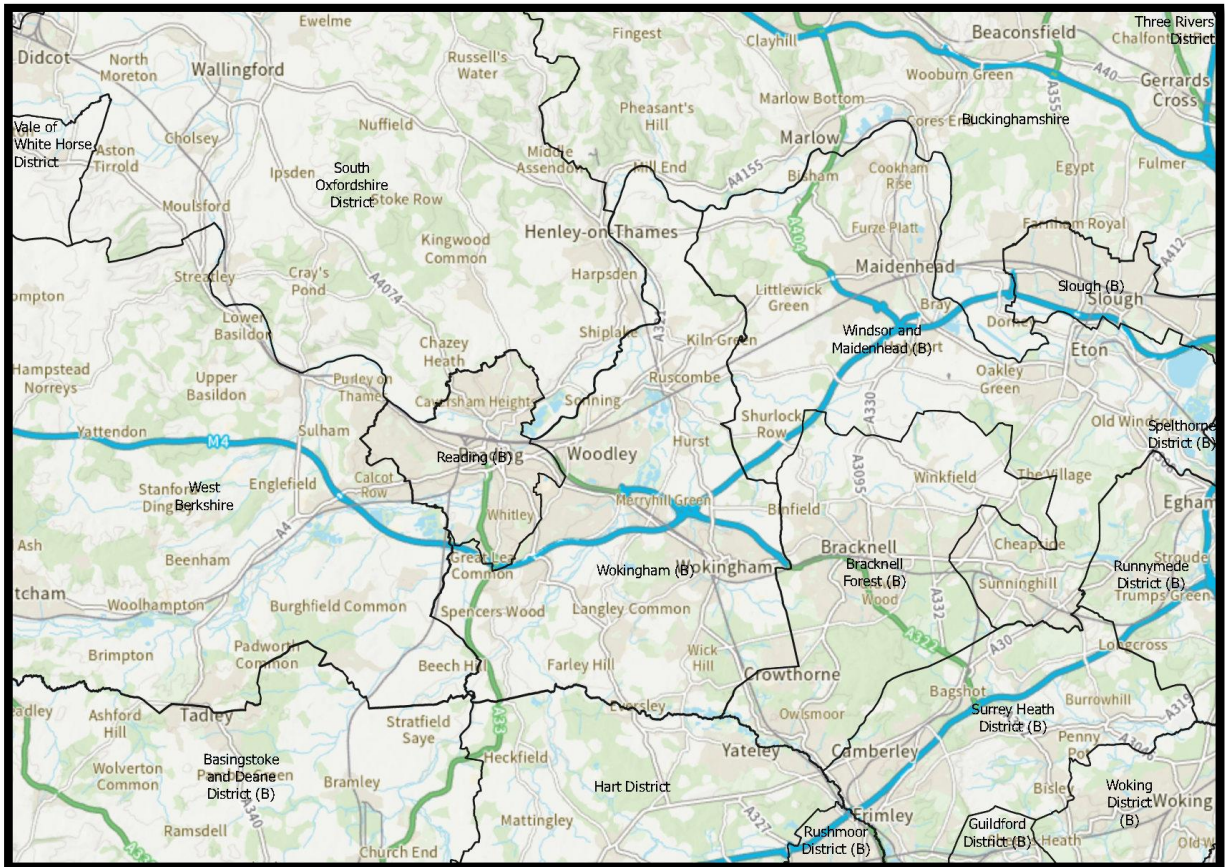 Ewelme
Fingest
Clayhill
Beaconsfield
Three Rivers
District
Chalfont
Didcot
North
Moreton
Wallingford
Russell's
Water
Wooburn Green
A40
Gerrards
Cross
A355
Marlow Bottom
Pheasant's
Hill
Vale of
White Horse
District
Cholsey
Nuffield
Marlow
Buckinghamshire
Aston
Tirrold
Ipsden
South
Oxfordshire
District
Stoke Row
Middle
Assendon
Mill End
A4155
Bisham
Cookham
Rise
Egypt
Fulmer
Moulsford
Henley-on-Thames
A404
Furze Platt
Farnham Royal
A412
Kingwood
Common
Streatley
Cray's
Pond
A4074
Harpsden
Maidenhead
Littlewick
Green
Bray
Slough (B)
Slough
Lower
Basildon
Shiplake
Kiln Green
Windsor and
Maidenhead (B)
Eton
Chazey
Heath
Hampstead
Norreys
Upper
Basildon
Purley on
Thames
Ruscombe
Oakley
Green
A330
Caversham Heights
Sonning
Shurlock
Row
Old Windsor
Spelthorne
District (B)
Yattendon
M4
Sulham
Reading (B)
Woodley
Hurst
A3095
Winkfield
The Village
Calcot
Row
Englefield
West
Berkshire
Whitley
Merryhill Green
Binfield
Egham
A4
Ash
Beenham
Great Lea
Common
Wokingham (B)
Wokingham
Bracknell
Bracknell
Forest (B)
Wood
Cheapside
Sunninghill
Stroude
Runnymede
District (B)
Trumps Green
Woolhampton
Burghfield Common
Spencers Wood
Langley Common
A332
A322
A30
Longcross
Brimpton
Padworth
Common
Beech Hill
Farley Hill
Wick
Hill
Crowthorne
Bagshot
Burrowhill
A319
Ashford
Hill
Tadley
Stratfield
Saye
A33
Eversley
Owlsmoor
Surrey Heath
District (B)
Penny
Wolverton
Common
Basingstoke
and Deane
District (B)
Bramley
Heckfield
Yateley
Camberley
Hart District
Bisley
Woking
District
(B)
Woking
A340
Ramsdell
Mattingley
A327
Frimley
Rushmoor
District (B)
Guildford
District (B)
Heath
Church End